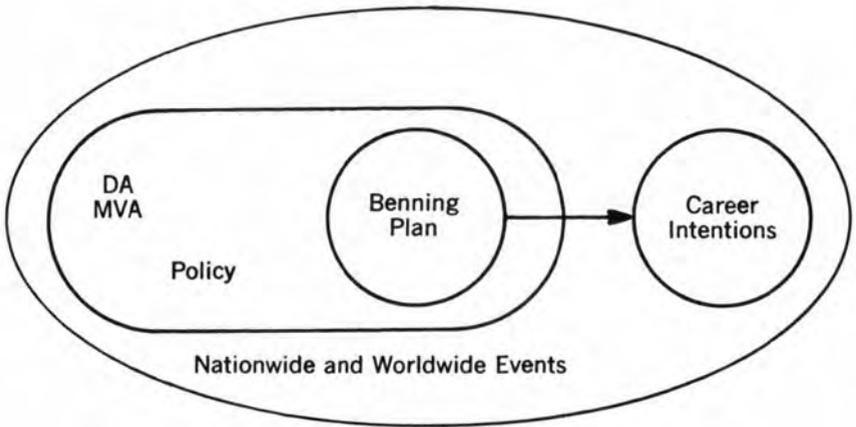 DA
MVA
Policy
Benning
Plan
Career
Intentions
Nationwide and Worldwide Events